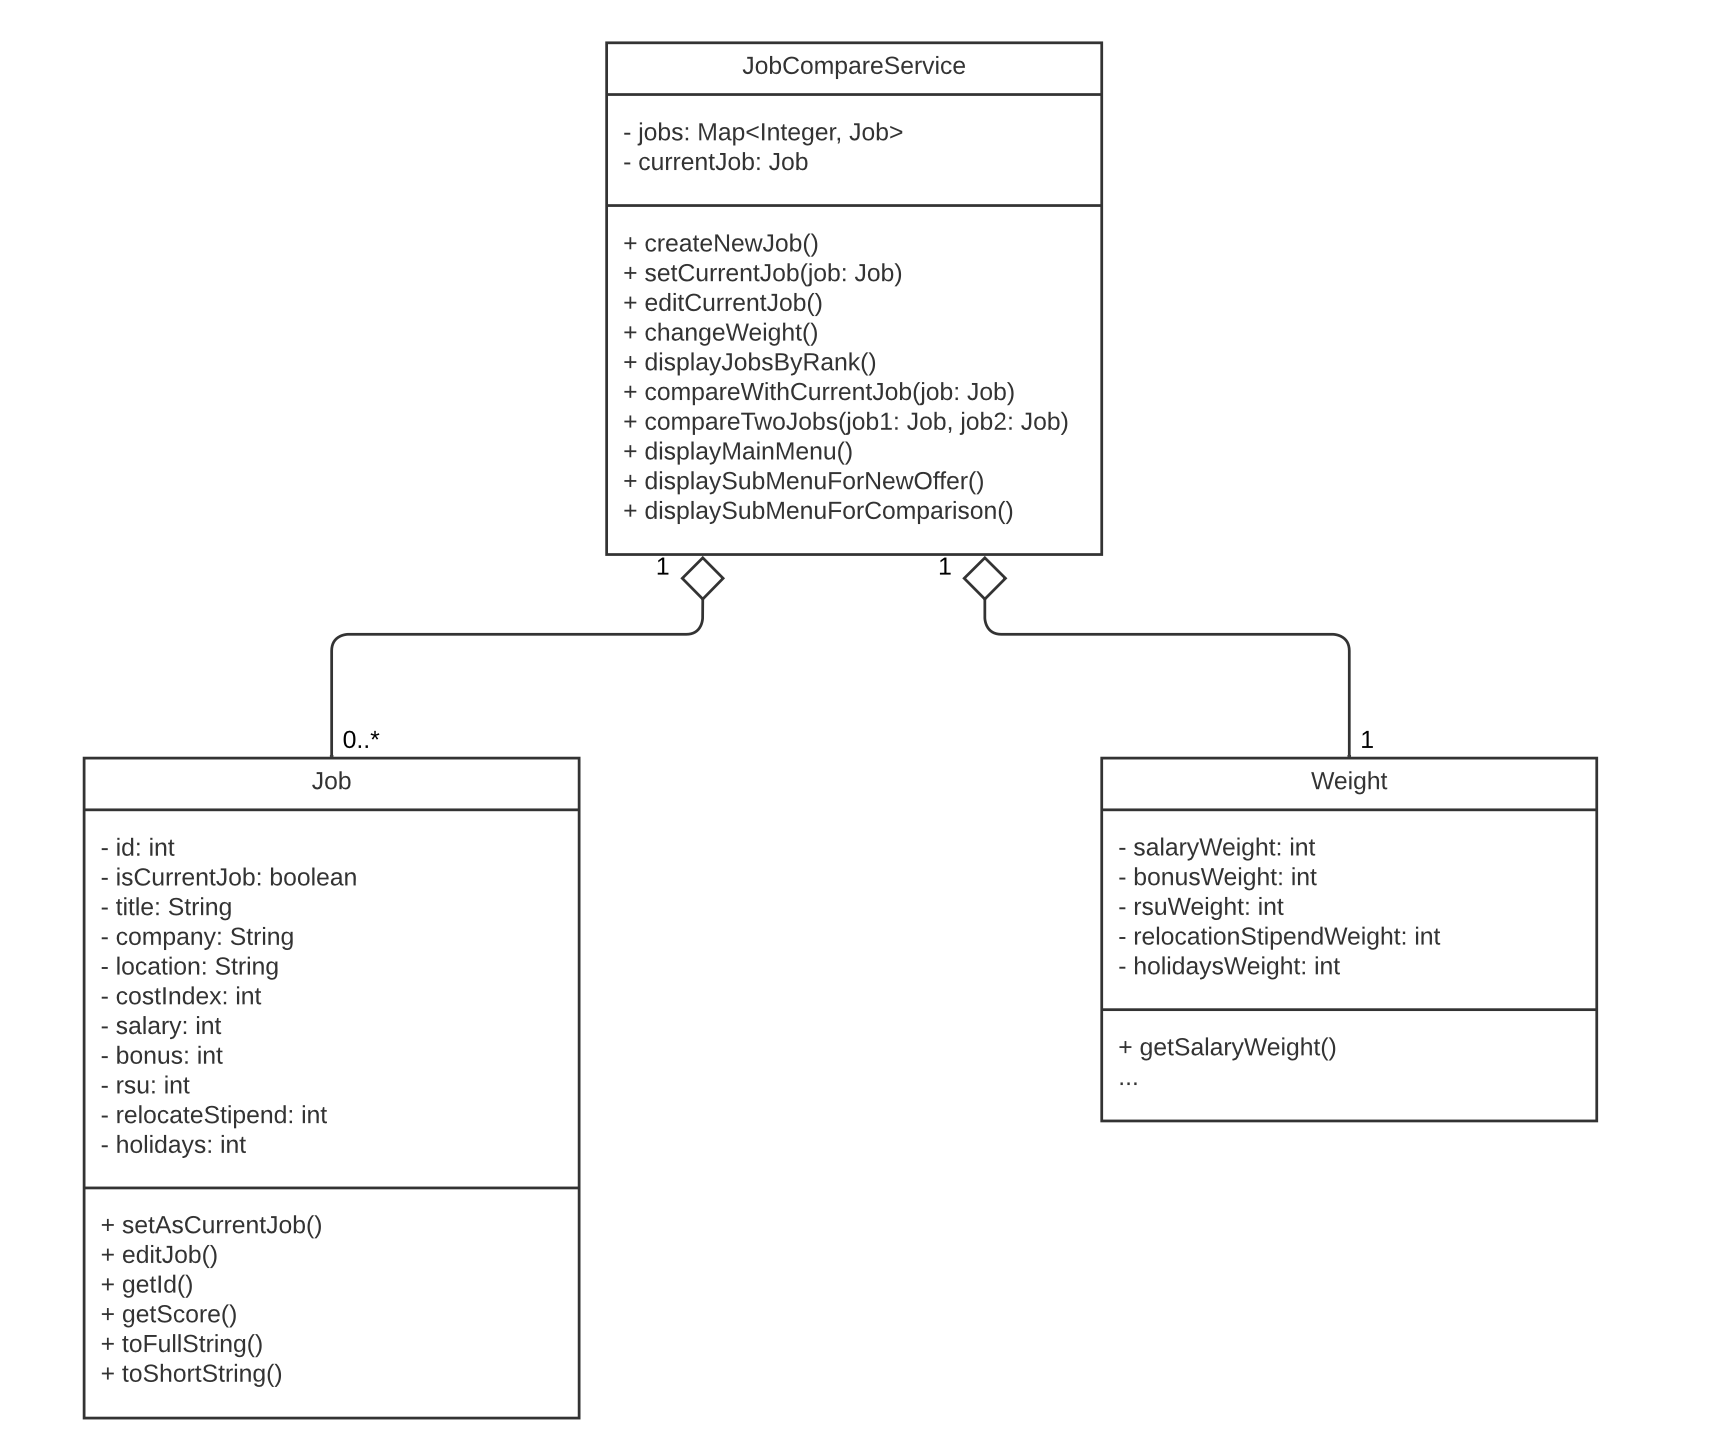 JobCompareService
- jobs: Map<Integer, Job>
- currentJob: Job
+ createNewJob()
+ setCurrentJob(job: Job)
+ editCurrentJob()
+ changeWeight()
+ displayJobsByRank()
+ compareWithCurrentJob(job: Job)
+ compareTwoJobs(job1: Job, job2: Job)
+ displayMainMenu()
+ displaySubMenuForNewOffer()
+ displaySubMenuForComparison()
1
1
0..*
1
Job
- id: int
- isCurrentJob: boolean
- title: String
- company: String
- location: String
- costIndex: int
- salary: int
- bonus: int
- rsu: int
- relocateStipend: int
- holidays: int
+ setAsCurrentJob()
+ editJob()
+ getId()
+ getScore()
+ toFullString()
+ toShortString()
Weight
- salaryWeight: int
- bonusWeight: int
- rsuWeight: int
- relocationStipendWeight: int
- holidaysWeight: int
+ getSalaryWeight()
...